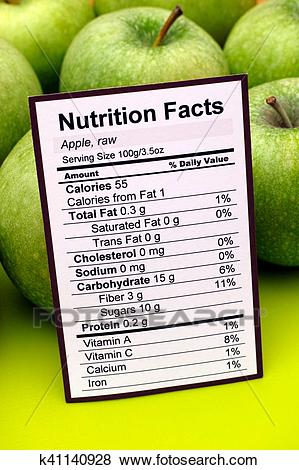 Nutrition Facts
Apple, raw
Serving Size 100g/3.5oz
Amount % Daily Value
Calories 55
Calories from Fat 1
Total Fat 0.3 g 1%
Saturated Fat 0 g 0%
Trans Fat 0 g
Cholesterol 0 mg 0%
Sodium 0 mg 0%
Carbohydrate 15 g 6%
Fiber 3 g 11%
Sugars 10 g
FOTOSEARCH
Protein 0.2 g
Vitamin A 1%
Vitamin C 8%
Calcium 1%
Iron 1%
k41140928 www.fotosearch.com